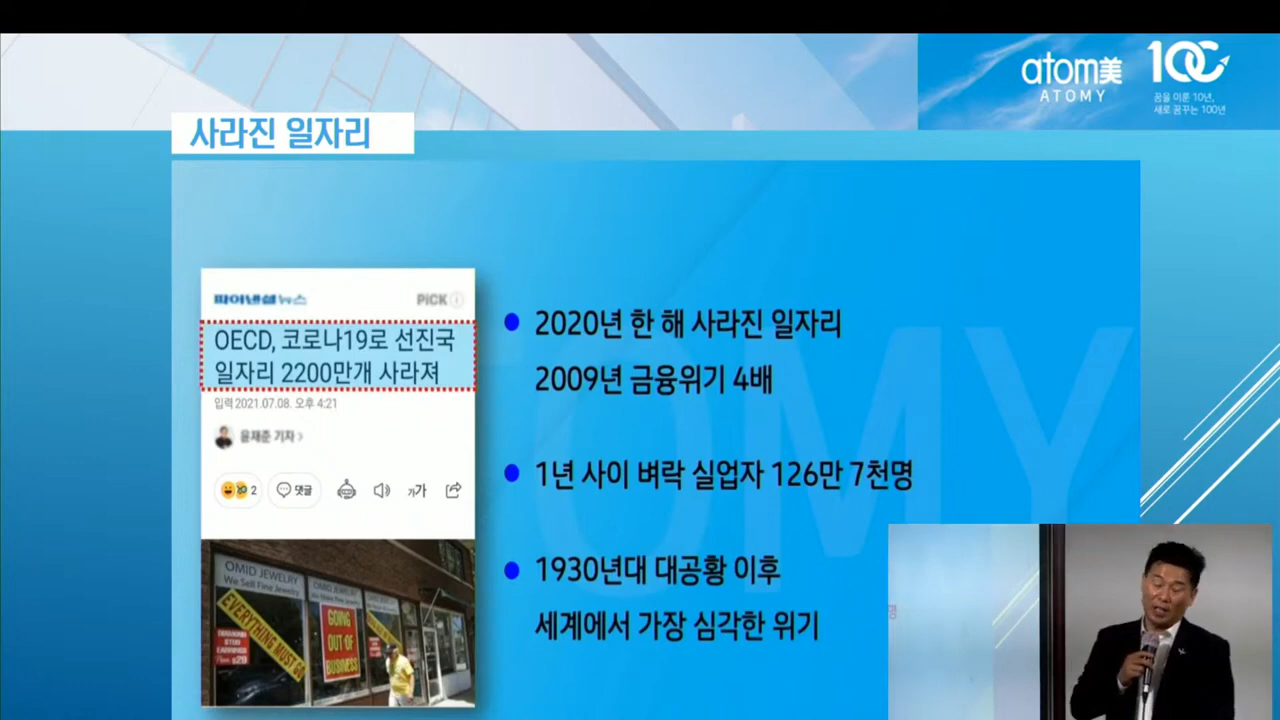 atom美
ATOMY
100
꿈을 이룬 10년,
새로 꿈꾸는 100년
사라진 일자리
파이낸셜뉴스
PiCK
OECD, 코로나19로 선진국
일자리 2200만개 사라져
입력 2021.07.08. 오후 4:21
윤재준 기자
2
댓글
가가
OMID JEWELRY
We Sell Fine Jewelry
EVERYTHING MUST GO
GOING
OUT OF
BUSINESS
2020년 한 해 사라진 일자리
2009년 금융위기 4배
1년 사이 벼락 실업자 126만 7천명
1930년대 대공황 이후
세계에서 가장 심각한 위기